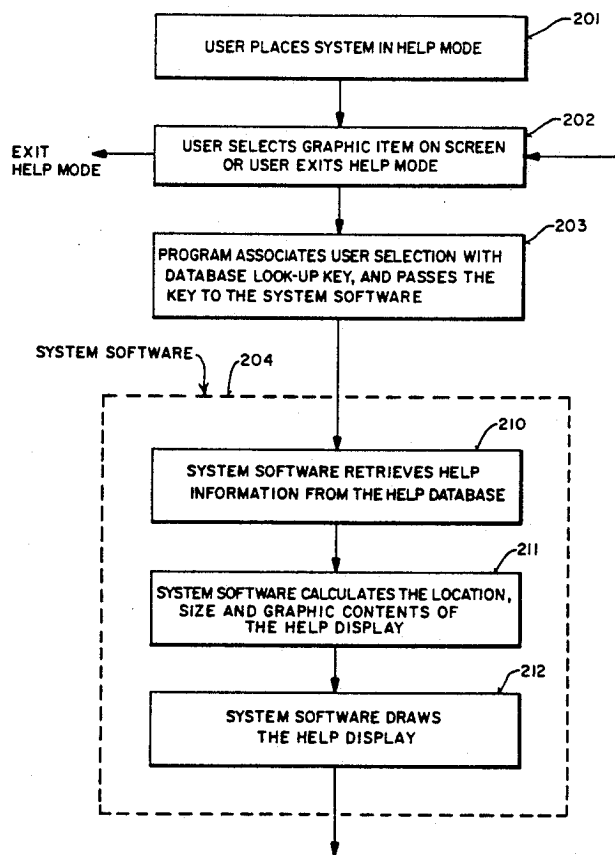 201
USER PLACES SYSTEM IN HELP MODE
202
EXIT
HELP MODE
USER SELECTS GRAPHIC ITEM ON SCREEN
OR USER EXITS HELP MODE
203
PROGRAM ASSOCIATES USER SELECTION WITH
DATABASE LOOK-UP KEY, AND PASSES THE
KEY TO THE SYSTEM SOFTWARE
SYSTEM SOFTWARE
204
210
SYSTEM SOFTWARE RETRIEVES HELP
INFORMATION FROM THE HELP DATABASE
211
SYSTEM SOFTWARE CALCULATES THE LOCATION,
SIZE AND GRAPHIC CONTENTS OF
THE HELP DISPLAY
212
SYSTEM SOFTWARE DRAWS
THE HELP DISPLAY